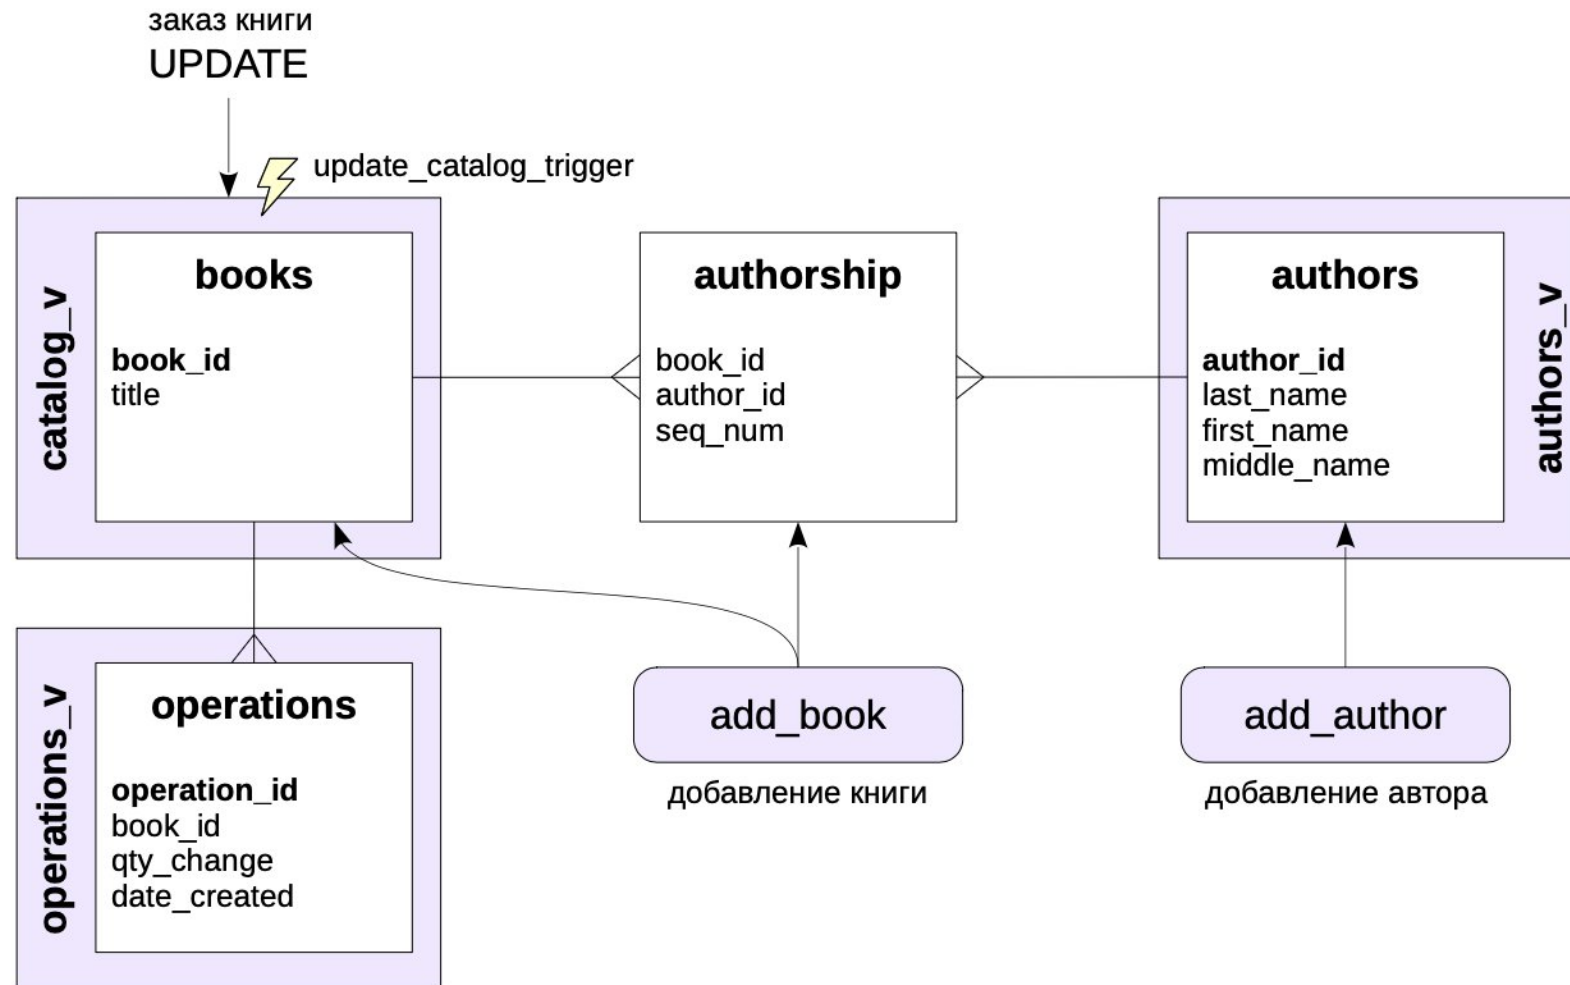 заказ книги
UPDATE
update_catalog_trigger
catalog_v
books
book_id
title
authorship
book_id
author_id
seq_num
authors
author_id
last_name
first_name
middle_name
authors_v
operations_v
operations
operation_id
book_id
qty_change
date_created
add_book
добавление книги
add_author
добавление автора